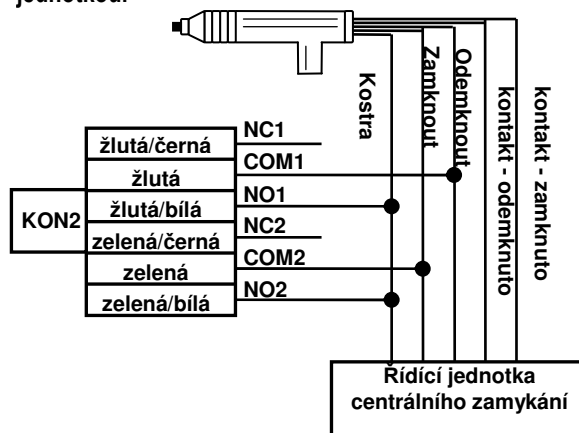 jednotkou.
Kostra
Zamknout
Odemknout
kontakt - odemknuto
kontakt - zamknuto
KON2
žlutá/černá NC1
žlutá COM1
žlutá/bílá NO1
zelená/černá NC2
zelená COM2
zelená/bílá NO2
Řídící jednotka
centrálního zamykání